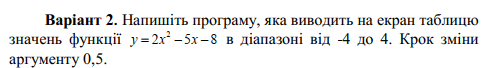 Варіант 2. Напишіть програму, яка виводить на екран таблицю
значень функції y=2x²−5x−8 в діапазоні від -4 до 4. Крок зміни
аргументу 0,5.